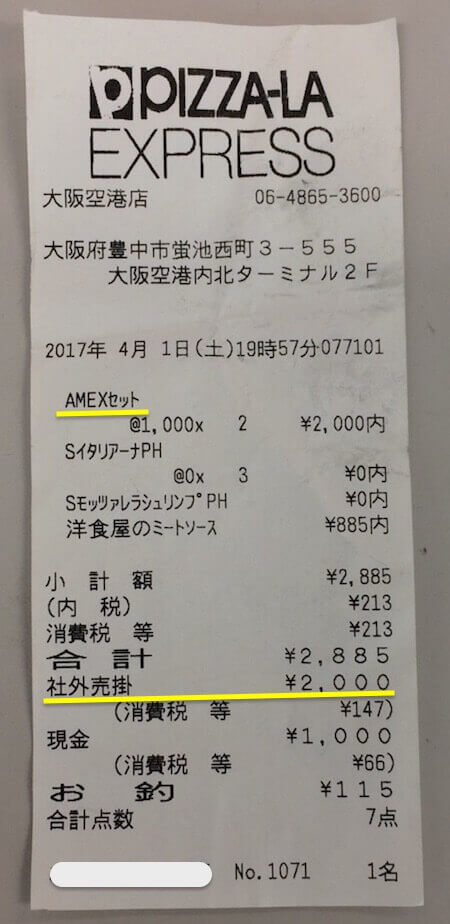 PIZZA-LA
EXPRESS
大阪空港店 06-4865-3600
大阪府豊中市蛍池西町3-555
大阪空港内北ターミナル2F
2017年 4月 1日(土)19時57分077101
AMEXセット
@1,000x 2 ¥2,000内
SイタリアーナPH
@0x 3 ¥0内
SモッツァレラシュリンプPH ¥0内
洋食屋のミートソース ¥885内
小計額 ¥2,885
(内 税) ¥213
消費税 等 ¥213
合計 ¥2,885
社外売掛 ¥2,000
(消費税 等 ¥147)
現金 ¥1,000
(消費税 等 ¥66)
お釣 ¥115
合計点数 7点
No.1071 1名